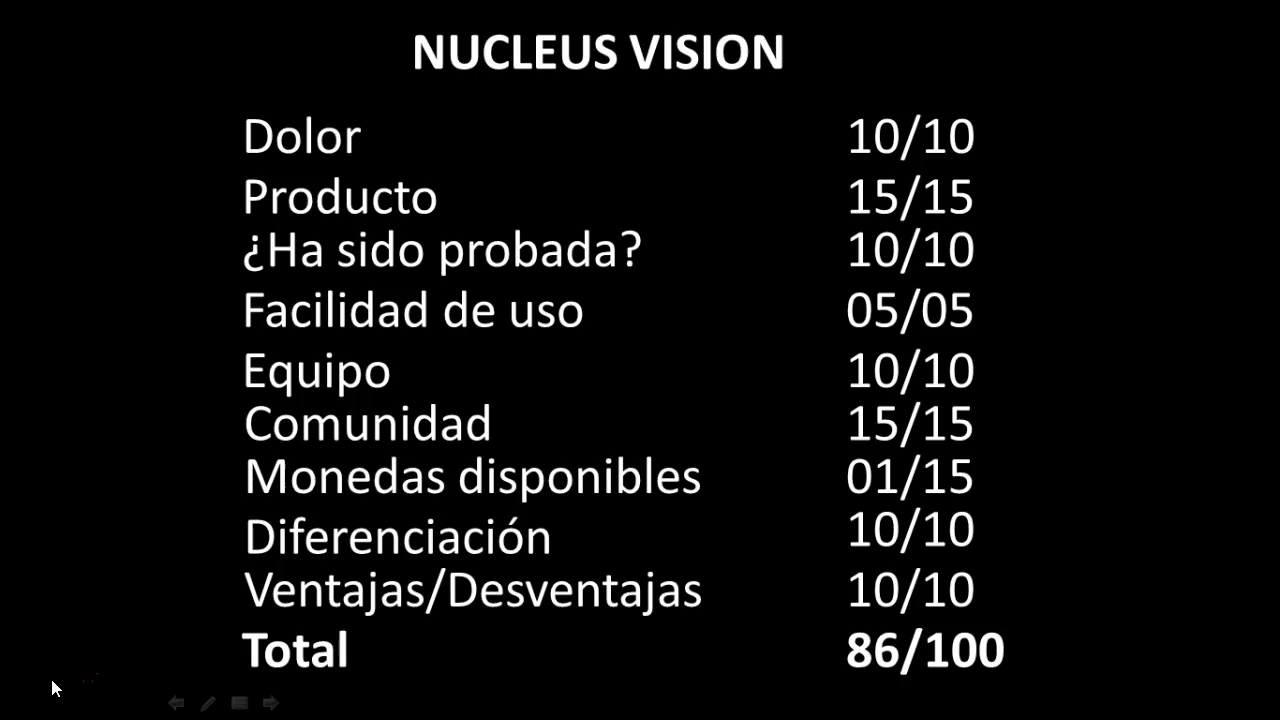 NUCLEUS VISION
Dolor 10/10
Producto 15/15
¿Ha sido probada? 10/10
Facilidad de uso 05/05
Equipo 10/10
Comunidad 15/15
Monedas disponibles 01/15
Diferenciación 10/10
Ventajas/Desventajas 10/10
Total 86/100